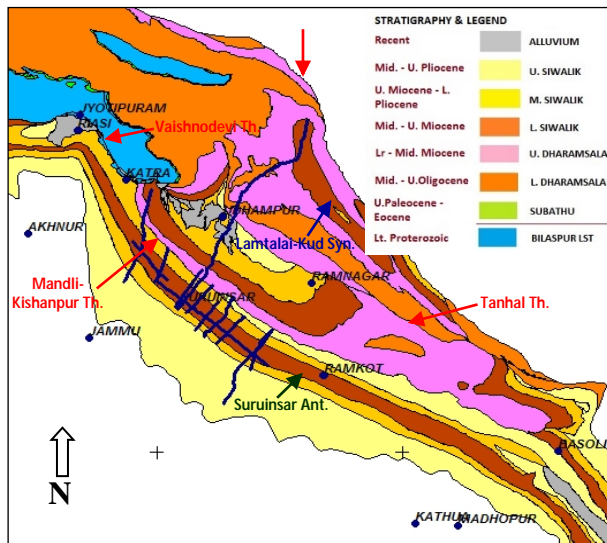 STRATIGRAPHY & LEGEND
Recent ALLUVIUM
Mid. - U. Pliocene U. SIWALIK
U. Miocene - L. Pliocene M. SIWALIK
Mid. - U. Miocene L. SIWALIK
Lr - Mid. Miocene U. DHARAMSALA
Mid. - U.Oligocene L. DHARAMSALA
U.Paleocene - Eocene SUBATHU
Lt. Proterozoic BILASPUR LST
JYOTIPURAM
RIASI
Vaishnodevi Th.
KATRA
AKHNUR
Lamtalai-Kud Syn.
Mandli-
Kishanpur Th.
RAMNAGAR
Tanhal Th.
SURUINSAR
JAMMU
RAMKOT
Suruinsar Ant.
N
KATHUA
MADHOPUR